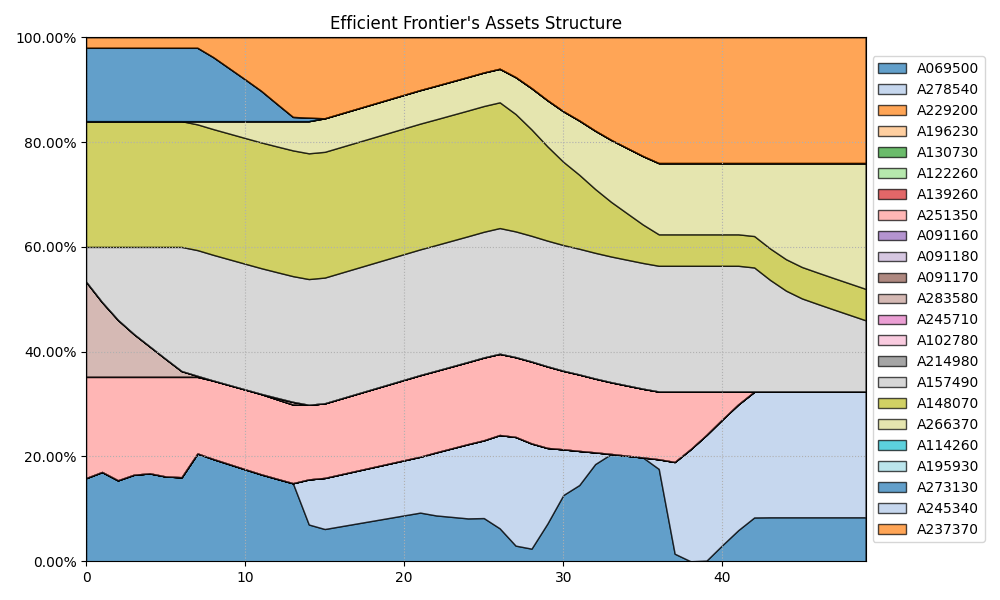 Efficient Frontier's Assets Structure
100.00%
80.00%
60.00%
40.00%
20.00%
0.00%
0
10
20
30
40
A069500
A278540
A229200
A196230
A130730
A122260
A139260
A251350
A091160
A091180
A091170
A283580
A245710
A102780
A214980
A157490
A148070
A266370
A114260
A195930
A273130
A245340
A237370